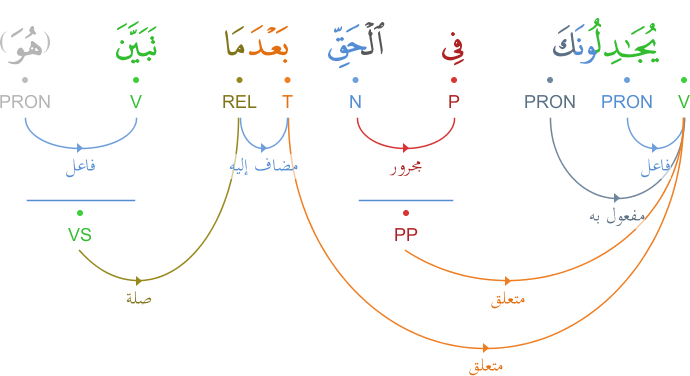 يُجَٰدِلُونَكَ فِى ٱلْحَقِّ بَعْدَمَا تَبَيَّنَ (هُوَ)
V PRON PRON P N T REL V PRON
فاعل مجرور مضاف إليه فاعل
مفعول به
PP VS
متعلق صلة
متعلق